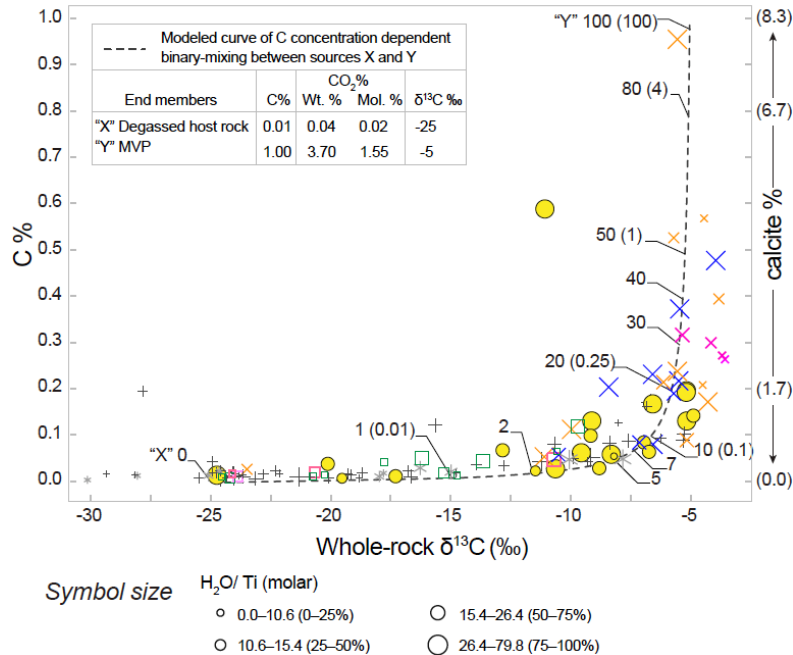 Modeled curve of C concentration dependent
binary-mixing between sources X and Y
CO2%
End members C% Wt. % Mol. % δ13C ‰
“X” Degassed host rock 0.01 0.04 0.02 -25
“Y” MVP 1.00 3.70 1.55 -5
C %
1.0
0.9
0.8
0.7
0.6
0.5
0.4
0.3
0.2
0.1
0.0
“Y” 100 (100)
80 (4)
50 (1)
40
30
20 (0.25)
10 (0.1)
7
5
2
1 (0.01)
“X” 0
(8.3)
(6.7)
(1.7)
(0.0)
calcite %
-30 -25 -20 -15 -10 -5
Whole-rock δ13C (‰)
Symbol size
H2O/ Ti (molar)
0.0–10.6 (0–25%) 15.4–26.4 (50–75%)
10.6–15.4 (25–50%) 26.4–79.8 (75–100%)